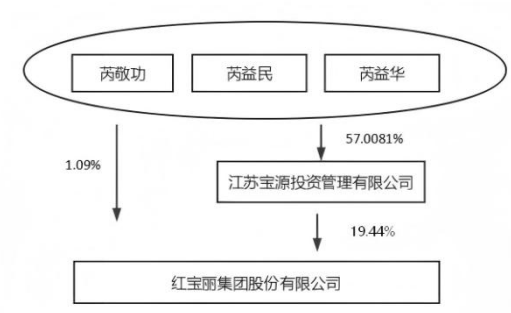 芮敬功 芮益民 芮益华
57.0081%
1.09%
江苏宝源投资管理有限公司
19.44%
红宝丽集团股份有限公司